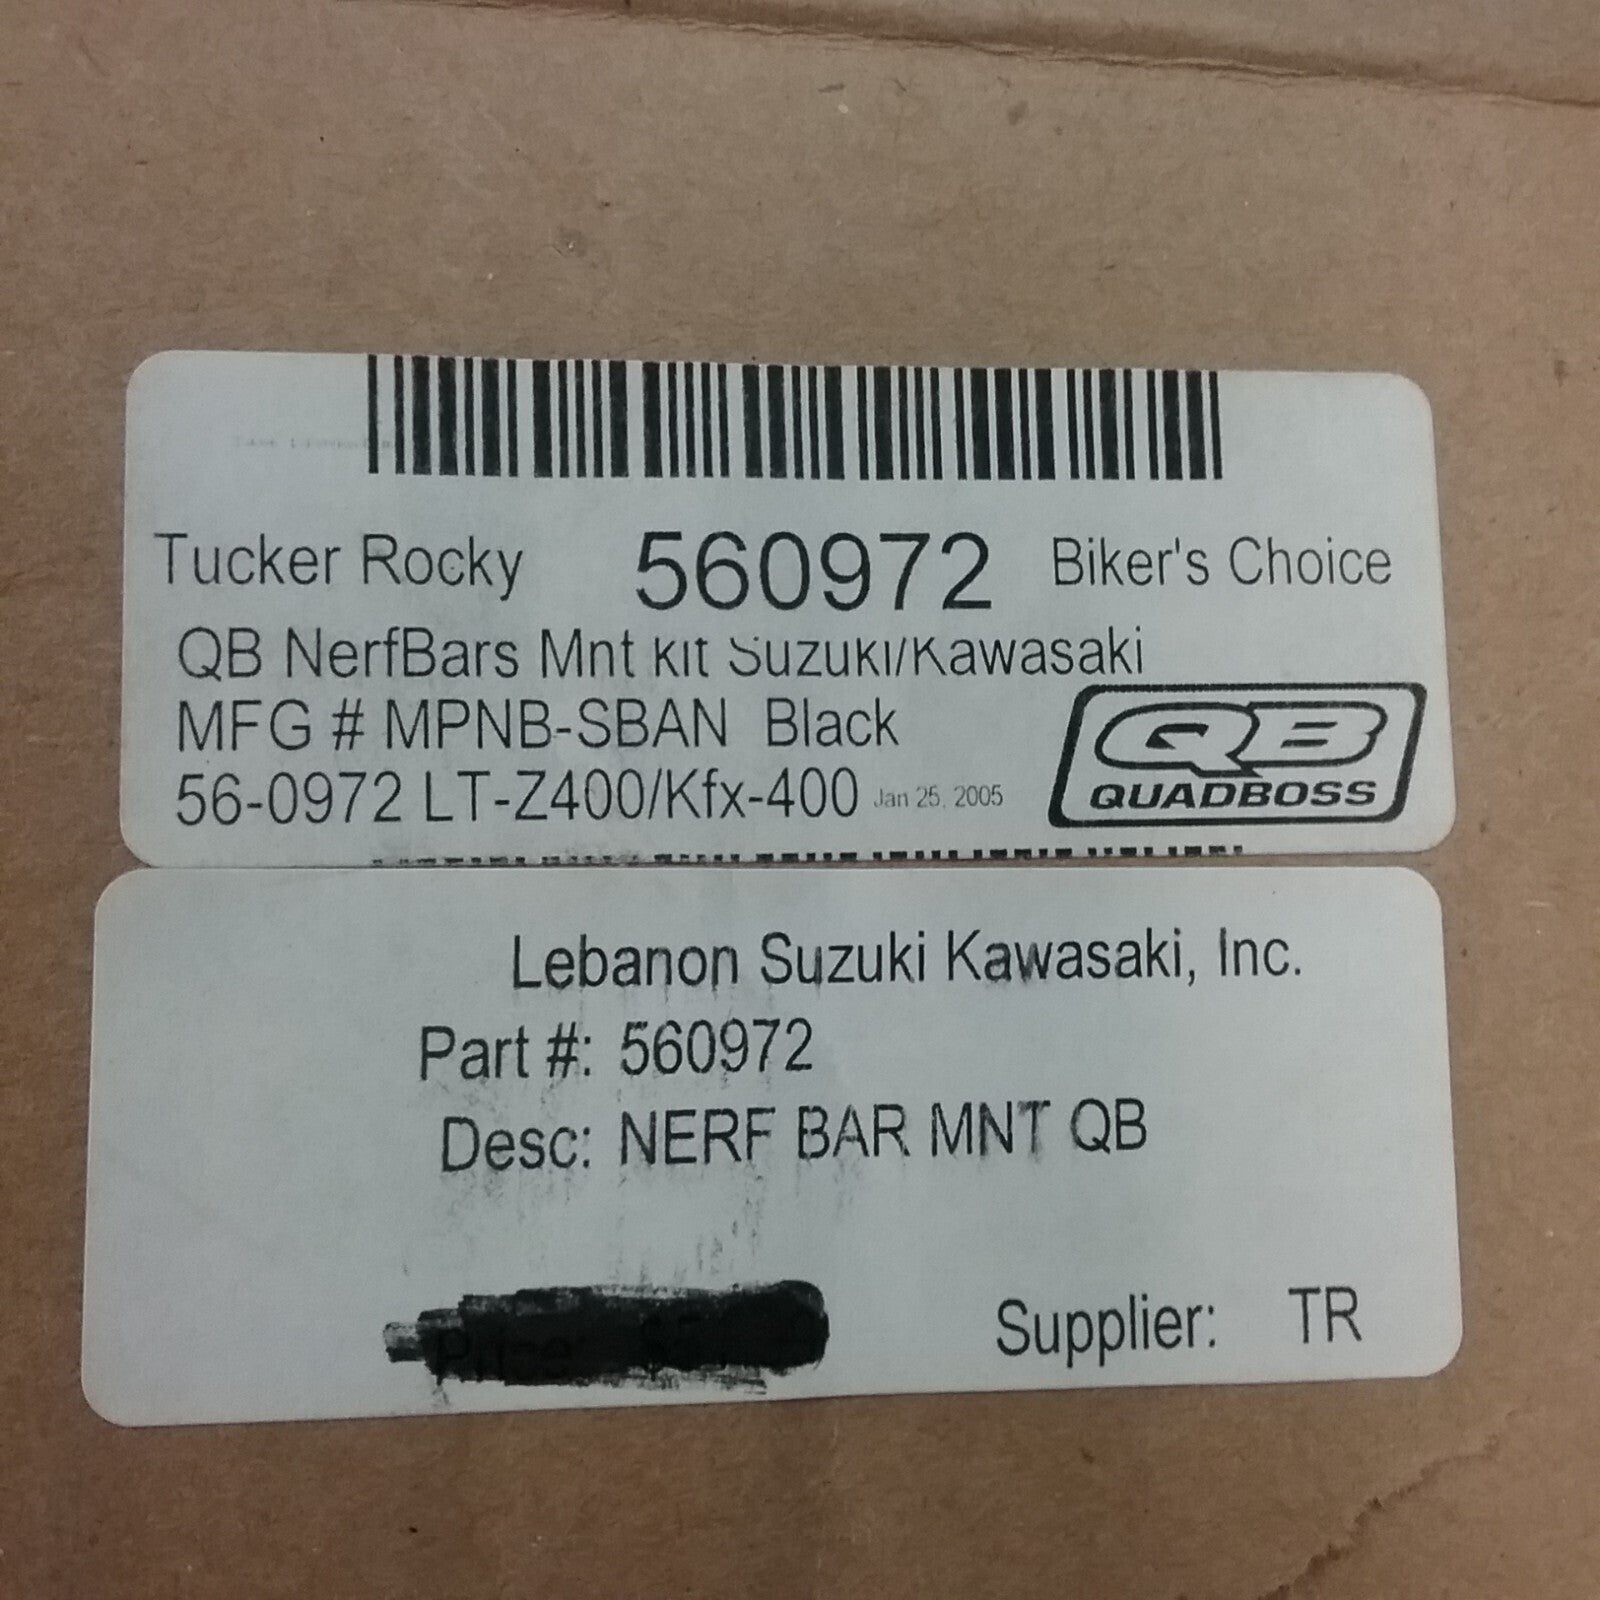 Tucker Rocky 560972 Biker's Choice
QB NerfBars Mnt Kit Suzuki/Kawasaki
MFG # MPNB-SBAN Black
56-0972 LT-Z400/Kfx-400 Jan 25, 2005
QB
QUADBOSS
Lebanon Suzuki Kawasaki, Inc.
Part #: 560972
Desc: NERF BAR MNT QB
Price:
Supplier: TR